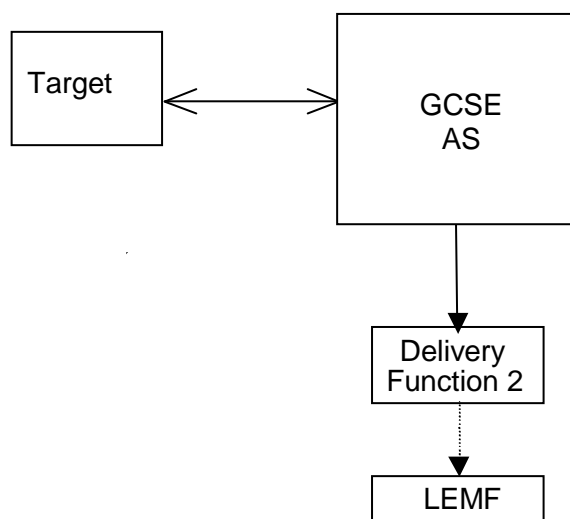 Target
GCSE
AS
Delivery
Function 2
LEMF